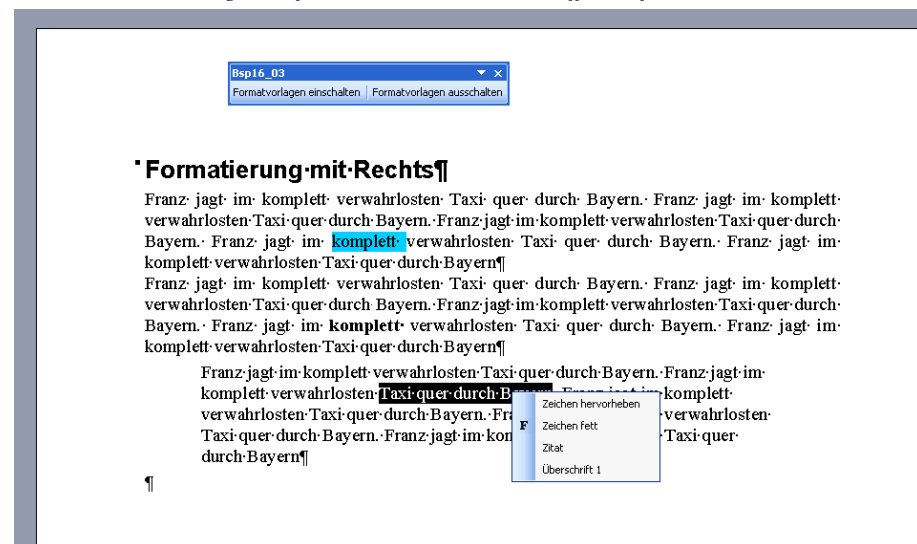 Bsp16_03
Formatvorlagen einschalten Formatvorlagen ausschalten
Formatierung·mit·Rechts¶
Franz· jagt· im· komplett· verwahrlosten· Taxi· quer· durch· Bayern.· Franz· jagt· im· komplett·
verwahrlosten·Taxi·quer·durch·Bayern.·Franz·jagt·im·komplett·verwahrlosten·Taxi·quer·durch·
Bayern.· Franz· jagt· im· komplett· verwahrlosten· Taxi· quer· durch· Bayern.· Franz· jagt· im·
komplett·verwahrlosten·Taxi·quer·durch·Bayern¶
Franz· jagt· im· komplett· verwahrlosten· Taxi· quer· durch· Bayern.· Franz· jagt· im· komplett·
verwahrlosten·Taxi·quer·durch·Bayern.·Franz·jagt·im·komplett·verwahrlosten·Taxi·quer·durch·
Bayern.· Franz· jagt· im· komplett· verwahrlosten· Taxi· quer· durch· Bayern.· Franz· jagt· im·
komplett·verwahrlosten·Taxi·quer·durch·Bayern¶
Franz·jagt·im·komplett·verwahrlosten·Taxi·quer·durch·Bayern.·Franz·jagt·im·
komplett·verwahrlosten·Taxi·quer·durch·B komplett·
verwahrlosten·Taxi·quer·durch·Bayern.·Fr verwahrlosten·
Taxi·quer·durch·Bayern.·Franz·jagt·im·kon Taxi·quer·
durch·Bayern¶
¶
Zeichen hervorheben
F Zeichen fett
Zitat
Überschrift 1